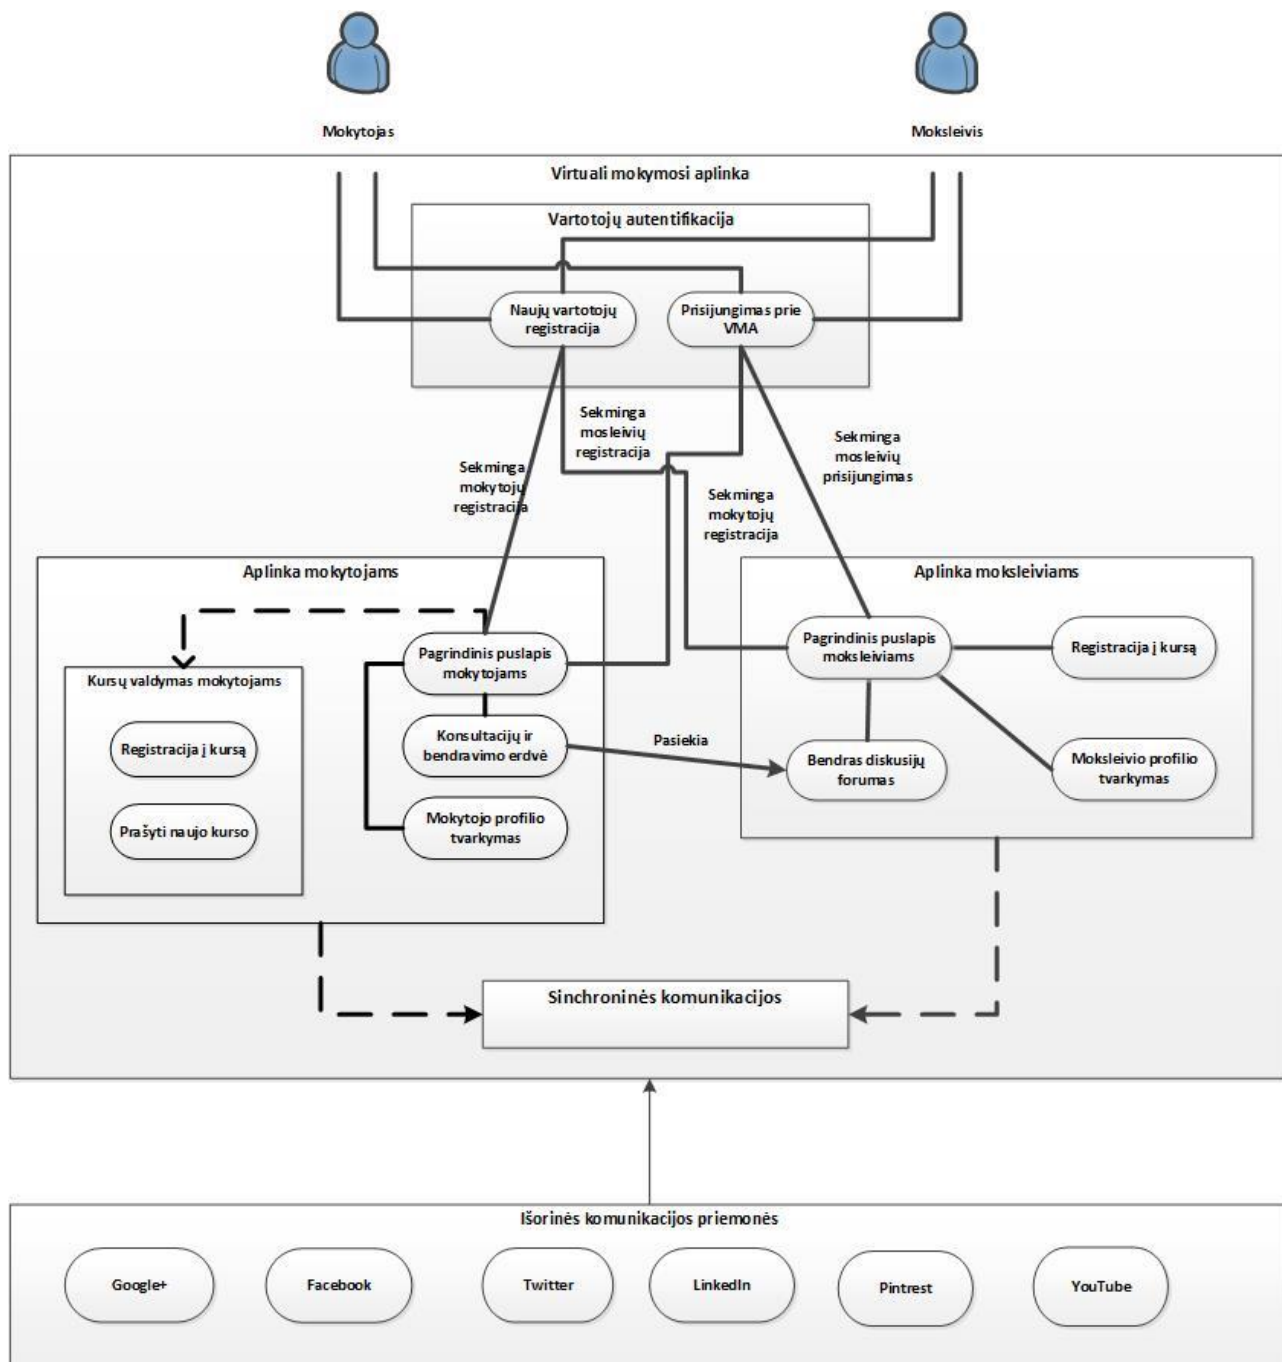 Mokytojas
Moksleivis
Virtuali mokymosi aplinka
Vartotojų autentifikacija
Naujų vartotojų
registracija
Prisijungimas prie
VMA
Sekminga
mosleivių
registracija
Sekminga
mosleivių
prisijungimas
Sekminga
mokytojų
registracija
Sekminga
mokytojų
registracija
Aplinka mokytojams
Aplinka moksleiviams
Pagrindinis puslapis
mokytojams
Pagrindinis puslapis
moksleiviams
Registracija į kursą
Kursų valdymas mokytojams
Registracija į kursą
Konsultacijų ir
bendravimo erdvė
Pasiekia
Bendras diskusijų
forumas
Moksleivio profilio
tvarkymas
Prašyti naujo kurso
Mokytojo profilio
tvarkymas
Sinchroninės komunikacijos
Išorinės komunikacijos priemonės
Google+
Facebook
Twitter
LinkedIn
Pintrest
YouTube